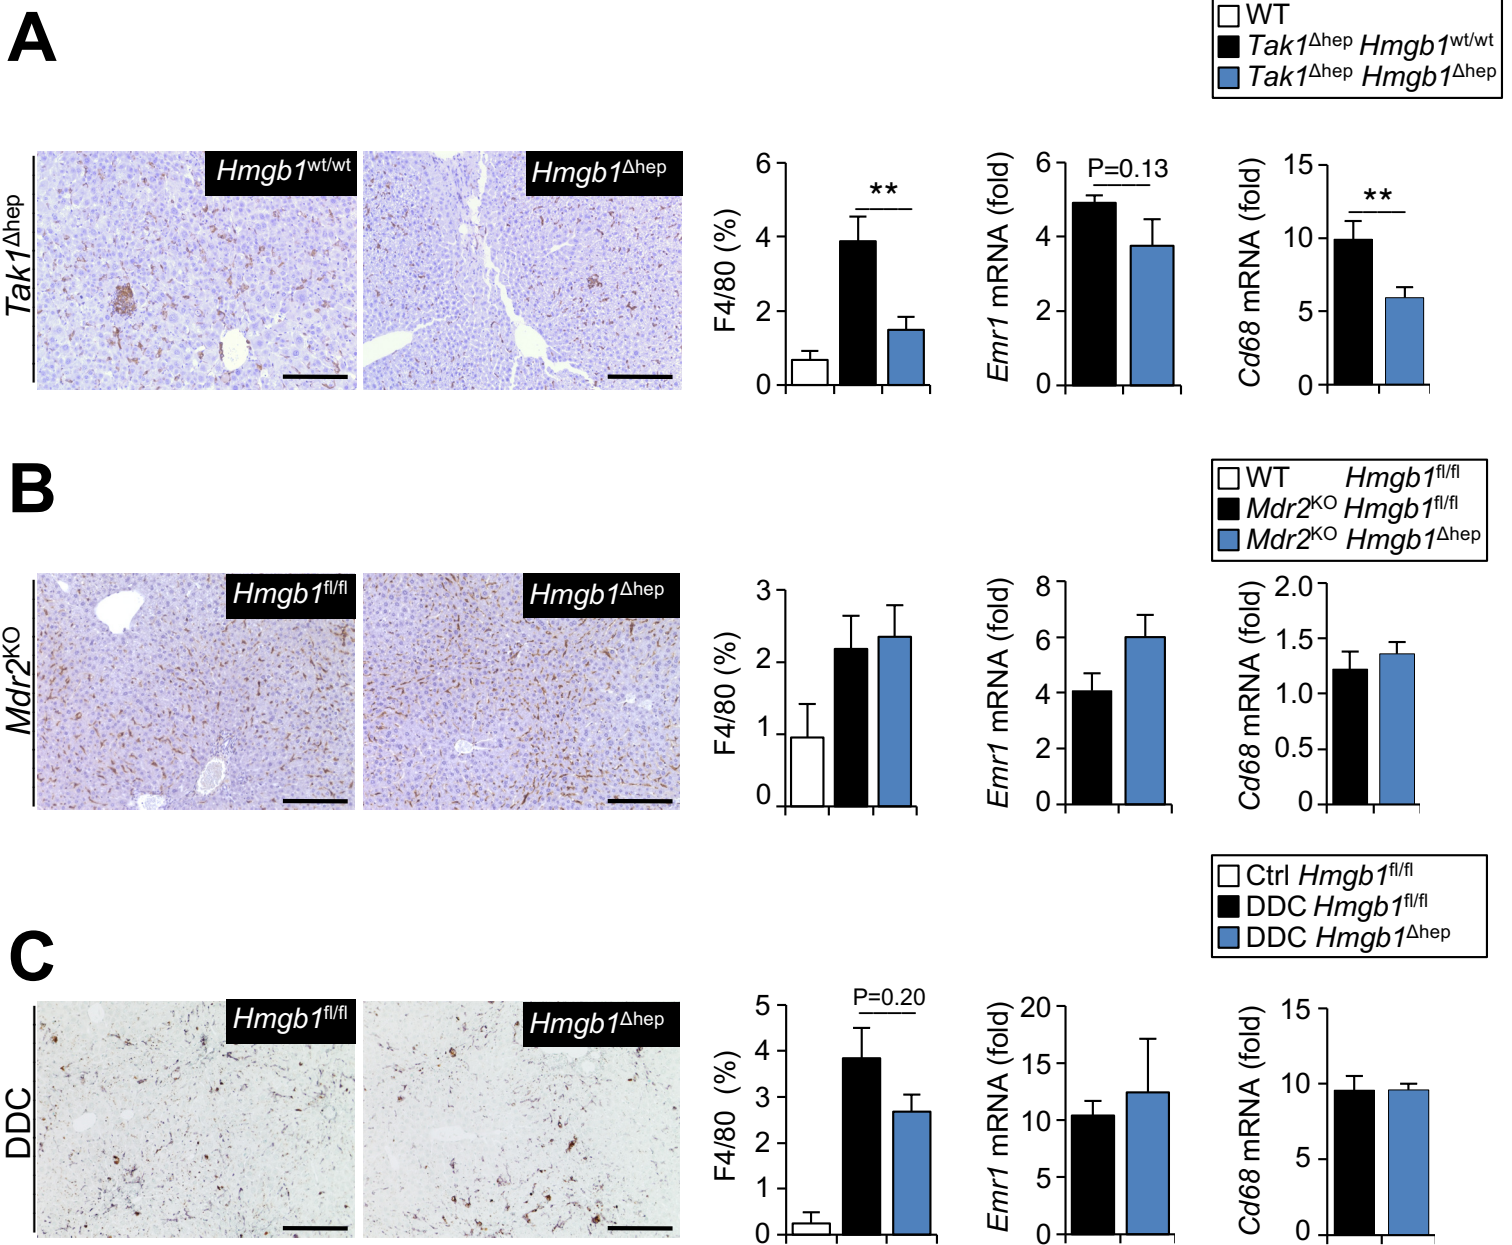 A
WT
Tak1Δhep Hmgb1wt/wt
Tak1Δhep Hmgb1Δhep
Tak1Δhep
Hmgb1wt/wt
Hmgb1Δhep
F4/80 (%)
6
4
2
0
**
Emr1 mRNA (fold)
6
4
2
0
P=0.13
Cd68 mRNA (fold)
15
10
5
0
**
B
WT Hmgb1fl/fl
Mdr2KO Hmgb1fl/fl
Mdr2KO Hmgb1Δhep
Mdr2KO
Hmgb1fl/fl
Hmgb1Δhep
F4/80 (%)
3
2
1
0
Emr1 mRNA (fold)
8
6
4
2
0
Cd68 mRNA (fold)
2.0
1.5
1.0
0.5
0
C
Ctrl Hmgb1fl/fl
DDC Hmgb1fl/fl
DDC Hmgb1Δhep
DDC
Hmgb1fl/fl
Hmgb1Δhep
F4/80 (%)
5
4
3
2
1
0
P=0.20
Emr1 mRNA (fold)
20
15
10
5
0
Cd68 mRNA (fold)
15
10
5
0